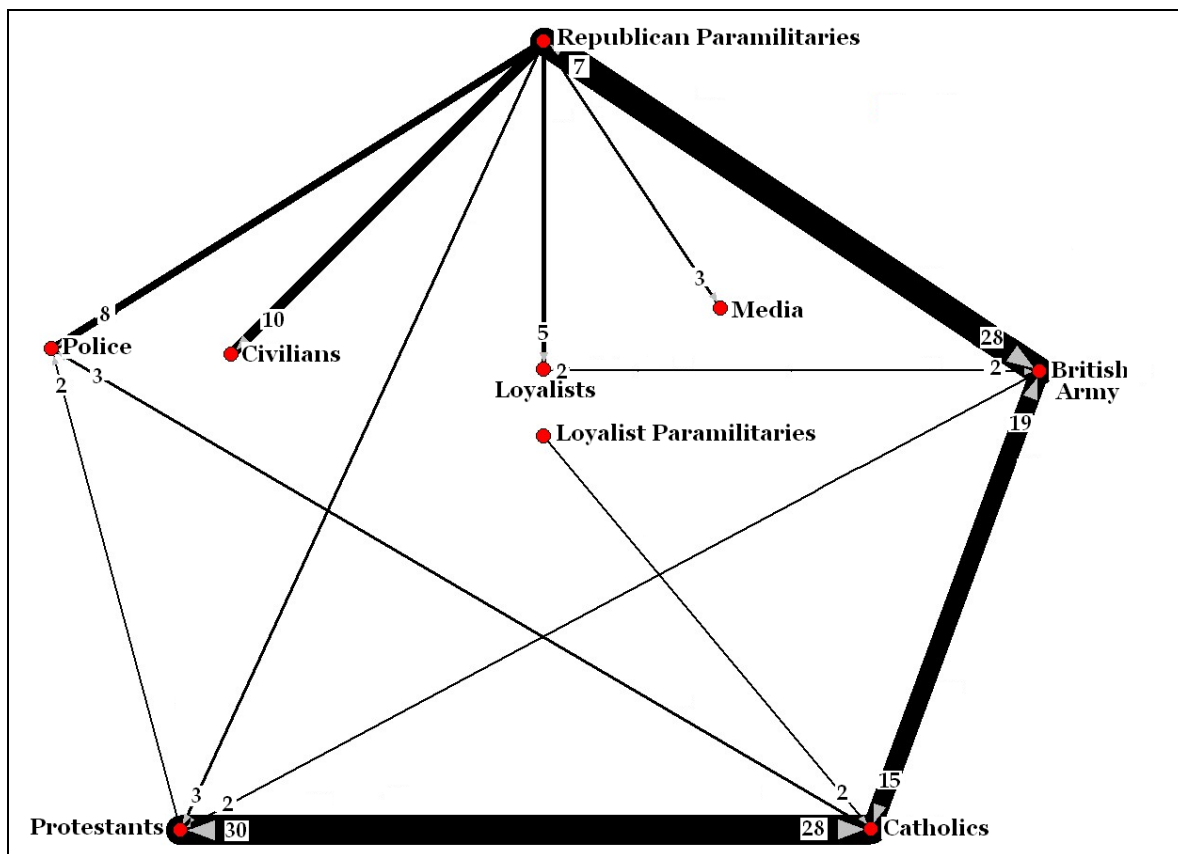 Republican Paramilitaries
7
3
Media
8
10
5
28
Police
Civilians
2
2
British
Army
2
3
Loyalists
Loyalist Paramilitaries
19
15
3
2
2
Protestants
30
28
Catholics